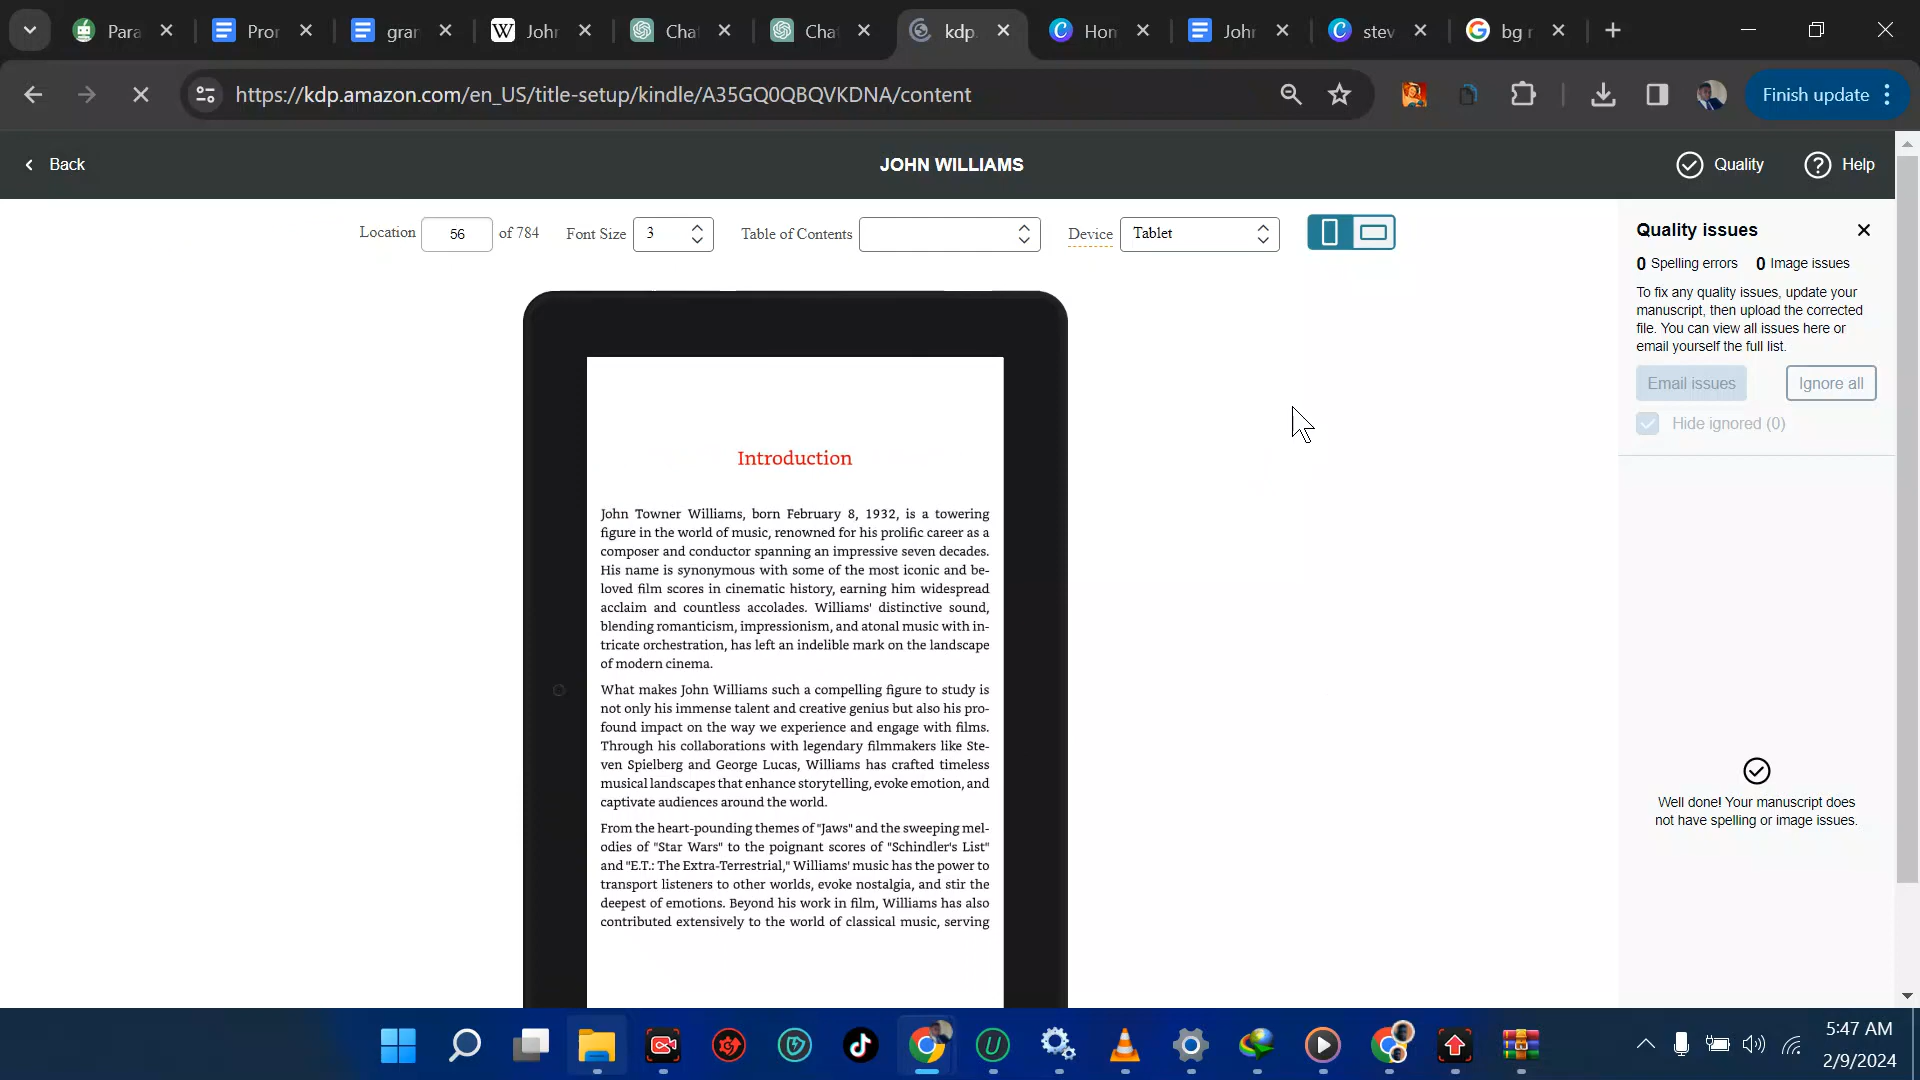 Para
Pror
grar
John
Cha
Cha
kdp.
Hon
John
stev
bg r
https://kdp.amazon.com/en_US/title-setup/kindle/A35GQ0QBQVKDNA/content
Finish update
Back
JOHN WILLIAMS
Quality
Help
Location 56 of 784 Font Size 3 Table of Contents Device Tablet
Introduction
John Towner Williams, born February 8, 1932, is a towering
figure in the world of music, renowned for his prolific career as a
composer and conductor spanning an impressive seven decades.
His name is synonymous with some of the most iconic and be-
loved film scores in cinematic history, earning him widespread
acclaim and countless accolades. Williams' distinctive sound,
blending romanticism, impressionism, and atonal music with in-
tricate orchestration, has left an indelible mark on the landscape
of modern cinema.
What makes John Williams such a compelling figure to study is
not only his immense talent and creative genius but also his pro-
found impact on the way we experience and engage with films.
Through his collaborations with legendary filmmakers like Ste-
ven Spielberg and George Lucas, Williams has crafted timeless
musical landscapes that enhance storytelling, evoke emotion, and
captivate audiences around the world.
From the heart-pounding themes of "Jaws" and the sweeping mel-
odies of "Star Wars" to the poignant scores of "Schindler's List"
and "E.T.: The Extra-Terrestrial," Williams' music has the power to
transport listeners to other worlds, evoke nostalgia, and stir the
deepest of emotions. Beyond his work in film, Williams has also
contributed extensively to the world of classical music, serving
Quality issues
0 Spelling errors 0 Image issues
To fix any quality issues, update your
manuscript, then upload the corrected
file. You can view all issues here or
email yourself the full list.
Email issues
Ignore all
Hide ignored (0)
Well done! Your manuscript does
not have spelling or image issues.
5:47 AM
2/9/2024